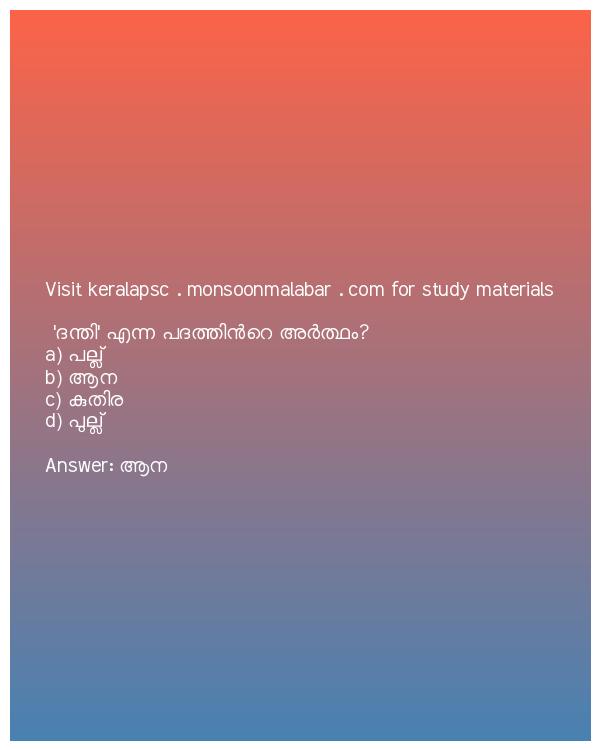 Visit keralapsc . monsoonmalabar . com for study materials
'ദന്തി' എന്ന പദത്തിൻറെ അർത്ഥം?
a) പല്ല്
b) ആന
c) കുതിര
d) പുല്ല്
Answer: ആന